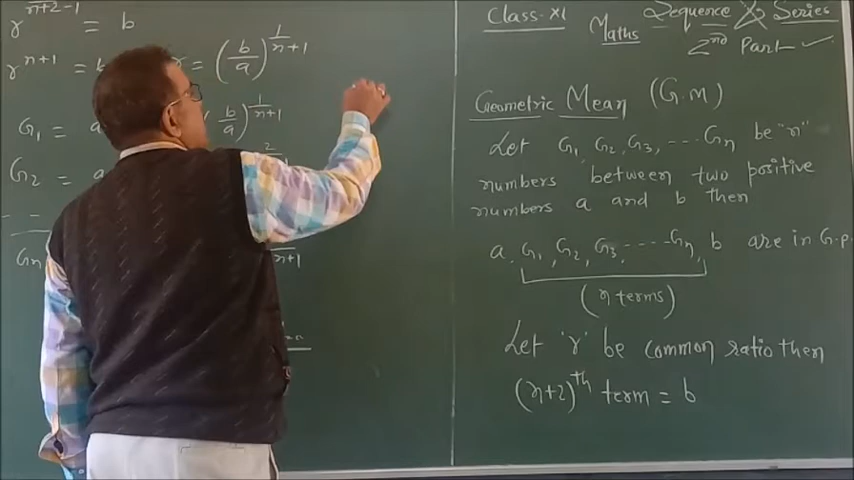 r^n+2-1 = b
r^n+1 =
= (b/a)^1/n+1
G1 =
b/a)^1/n+1
G2 =
Gn
n+1
Class-XI Maths Sequence & Series
2nd Part ✓
Geometric Mean (G.M)
Let G1, G2, G3, --- Gn be "n"
numbers between two positive
numbers a and b then
a, G1, G2, G3, ---- Gn, b are in G.p.
(n terms)
Let 'r' be common ratio then
(n+2)th term = b